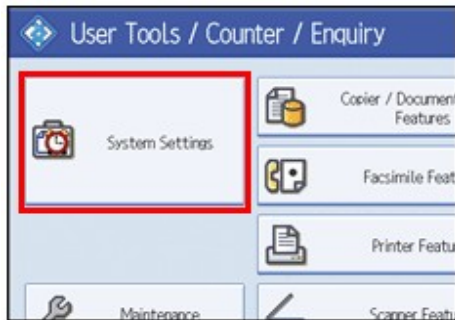 User Tools / Counter / Enquiry
System Settings
Copier / Document
Features
Facsimile Feat
Printer Featu
Maintenance
Scanner Featu